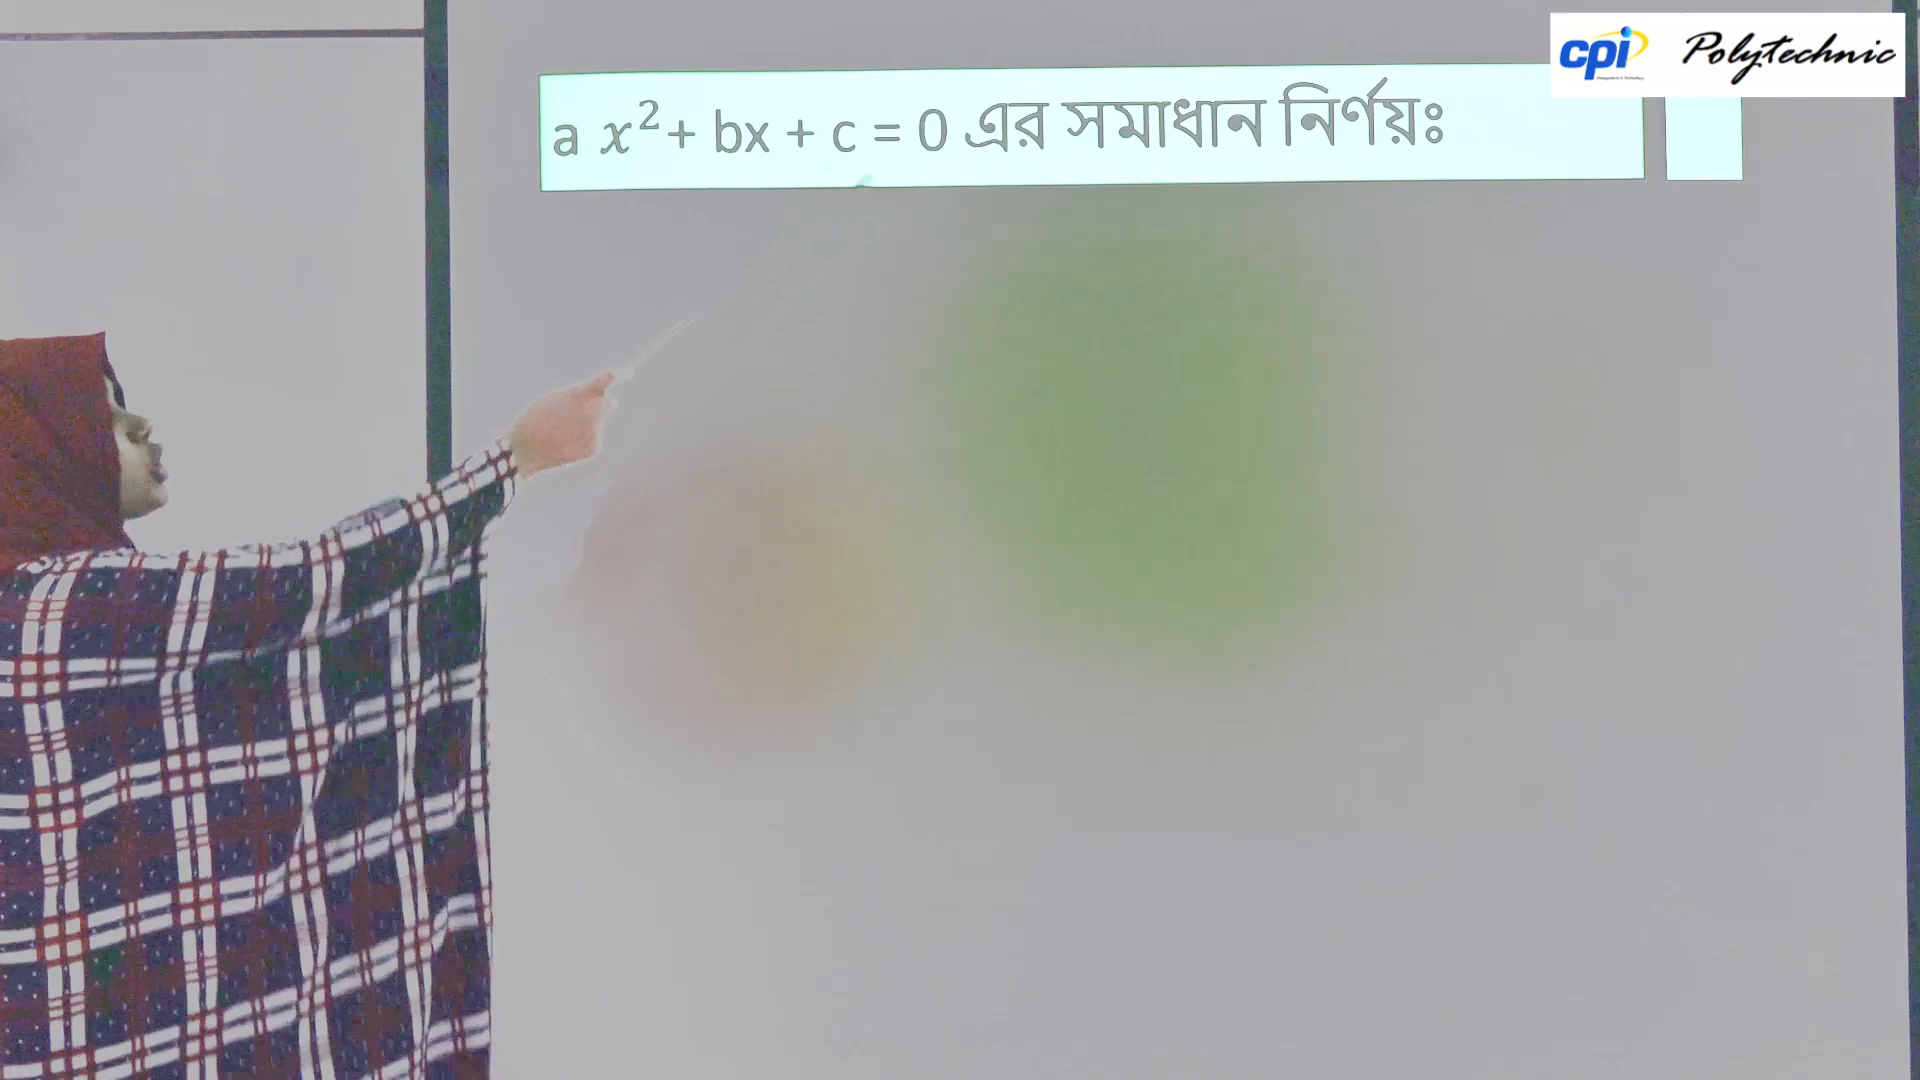 cpi Polytechnic
a x² + bx + c = 0 এর সমাধান নির্ণয়ঃ